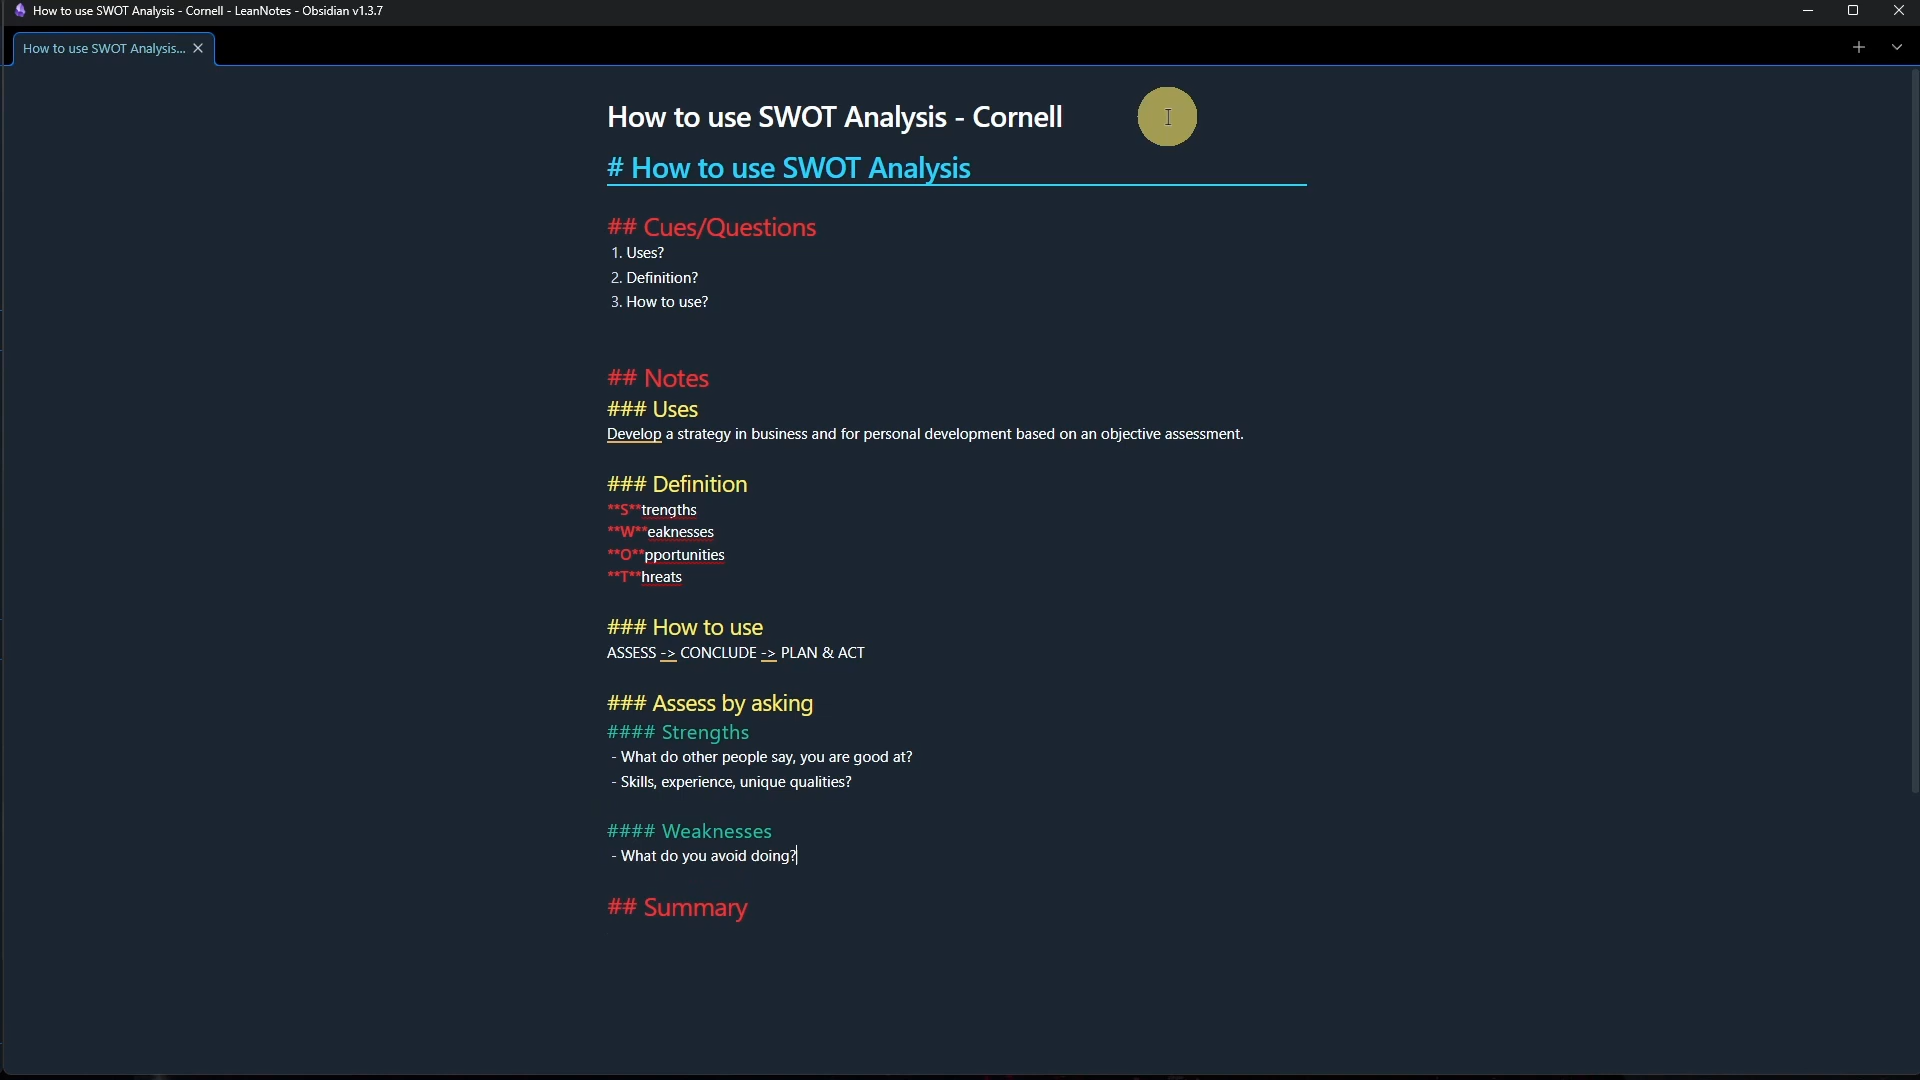 How to use SWOT Analysis - Cornell - LeanNotes - Obsidian v1.3.7
How to use SWOT Analysis...
How to use SWOT Analysis - Cornell
# How to use SWOT Analysis
## Cues/Questions
1. Uses?
2. Definition?
3. How to use?
## Notes
### Uses
Develop a strategy in business and for personal development based on an objective assessment.
### Definition
**S**trengths
**W**eaknesses
**O**pportunities
**T**hreats
### How to use
ASSESS -> CONCLUDE -> PLAN & ACT
### Assess by asking
#### Strengths
- What do other people say, you are good at?
- Skills, experience, unique qualities?
#### Weaknesses
- What do you avoid doing?
## Summary